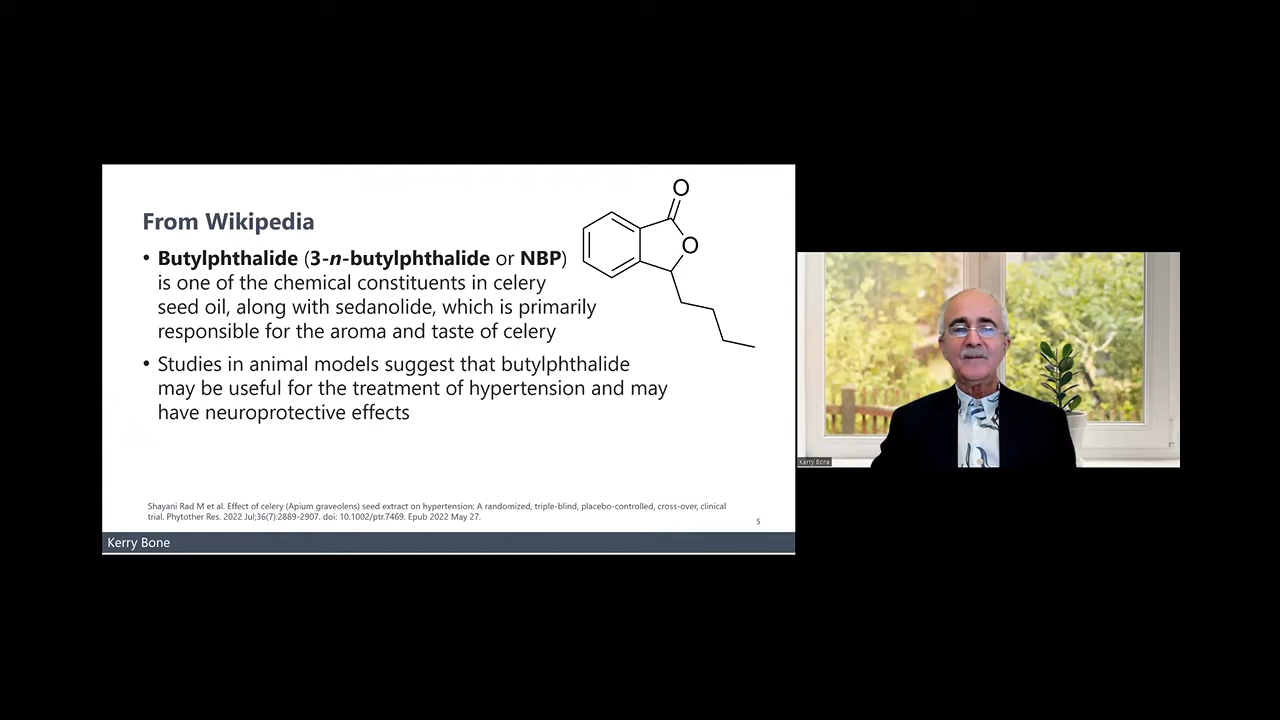 From Wikipedia
• Butylphthalide (3-n-butylphthalide or NBP)
is one of the chemical constituents in celery
seed oil, along with sedanolide, which is primarily
responsible for the aroma and taste of celery
• Studies in animal models suggest that butylphthalide
may be useful for the treatment of hypertension and may
have neuroprotective effects
O
O
Shayani Rad M et al. Effect of celery (Apium graveolens) seed extract on hypertension: A randomized, triple-blind, placebo-controlled, cross-over, clinical
trial. Phytother Res. 2022 Jul;36(7):2889-2907. doi: 10.1002/ptr.7469. Epub 2022 May 27.
5
Kerry Bone
Kerry Bone